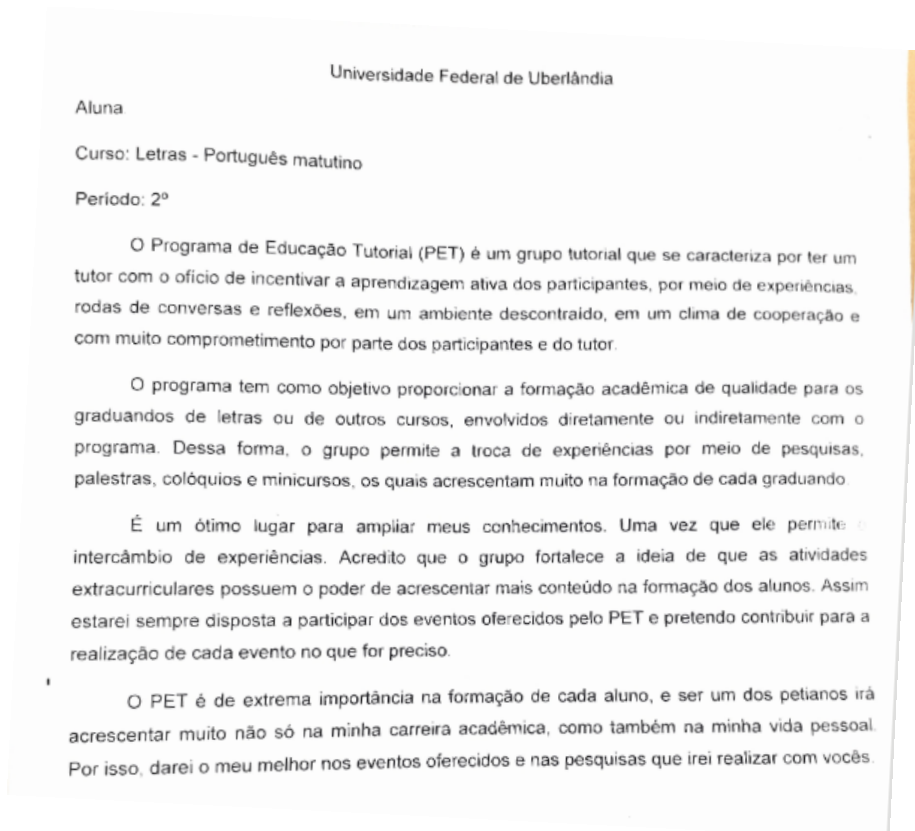 Universidade Federal de Uberlândia
Aluna
Curso: Letras - Português matutino
Período: 2º
O Programa de Educação Tutorial (PET) é um grupo tutorial que se caracteriza por ter um
tutor com o ofício de incentivar a aprendizagem ativa dos participantes, por meio de experiências,
rodas de conversas e reflexões, em um ambiente descontraído, em um clima de cooperação e
com muito comprometimento por parte dos participantes e do tutor.
O programa tem como objetivo proporcionar a formação acadêmica de qualidade para os
graduandos de letras ou de outros cursos, envolvidos diretamente ou indiretamente com o
programa. Dessa forma, o grupo permite a troca de experiências por meio de pesquisas,
palestras, colóquios e minicursos, os quais acrescentam muito na formação de cada graduando.
É um ótimo lugar para ampliar meus conhecimentos. Uma vez que ele permite
intercâmbio de experiências. Acredito que o grupo fortalece a ideia de que as atividades
extracurriculares possuem o poder de acrescentar mais conteúdo na formação dos alunos. Assim
estarei sempre disposta a participar dos eventos oferecidos pelo PET e pretendo contribuir para a
realização de cada evento no que for preciso.
O PET é de extrema importância na formação de cada aluno, e ser um dos petianos irá
acrescentar muito não só na minha carreira acadêmica, como também na minha vida pessoal.
Por isso, darei o meu melhor nos eventos oferecidos e nas pesquisas que irei realizar com vocês.